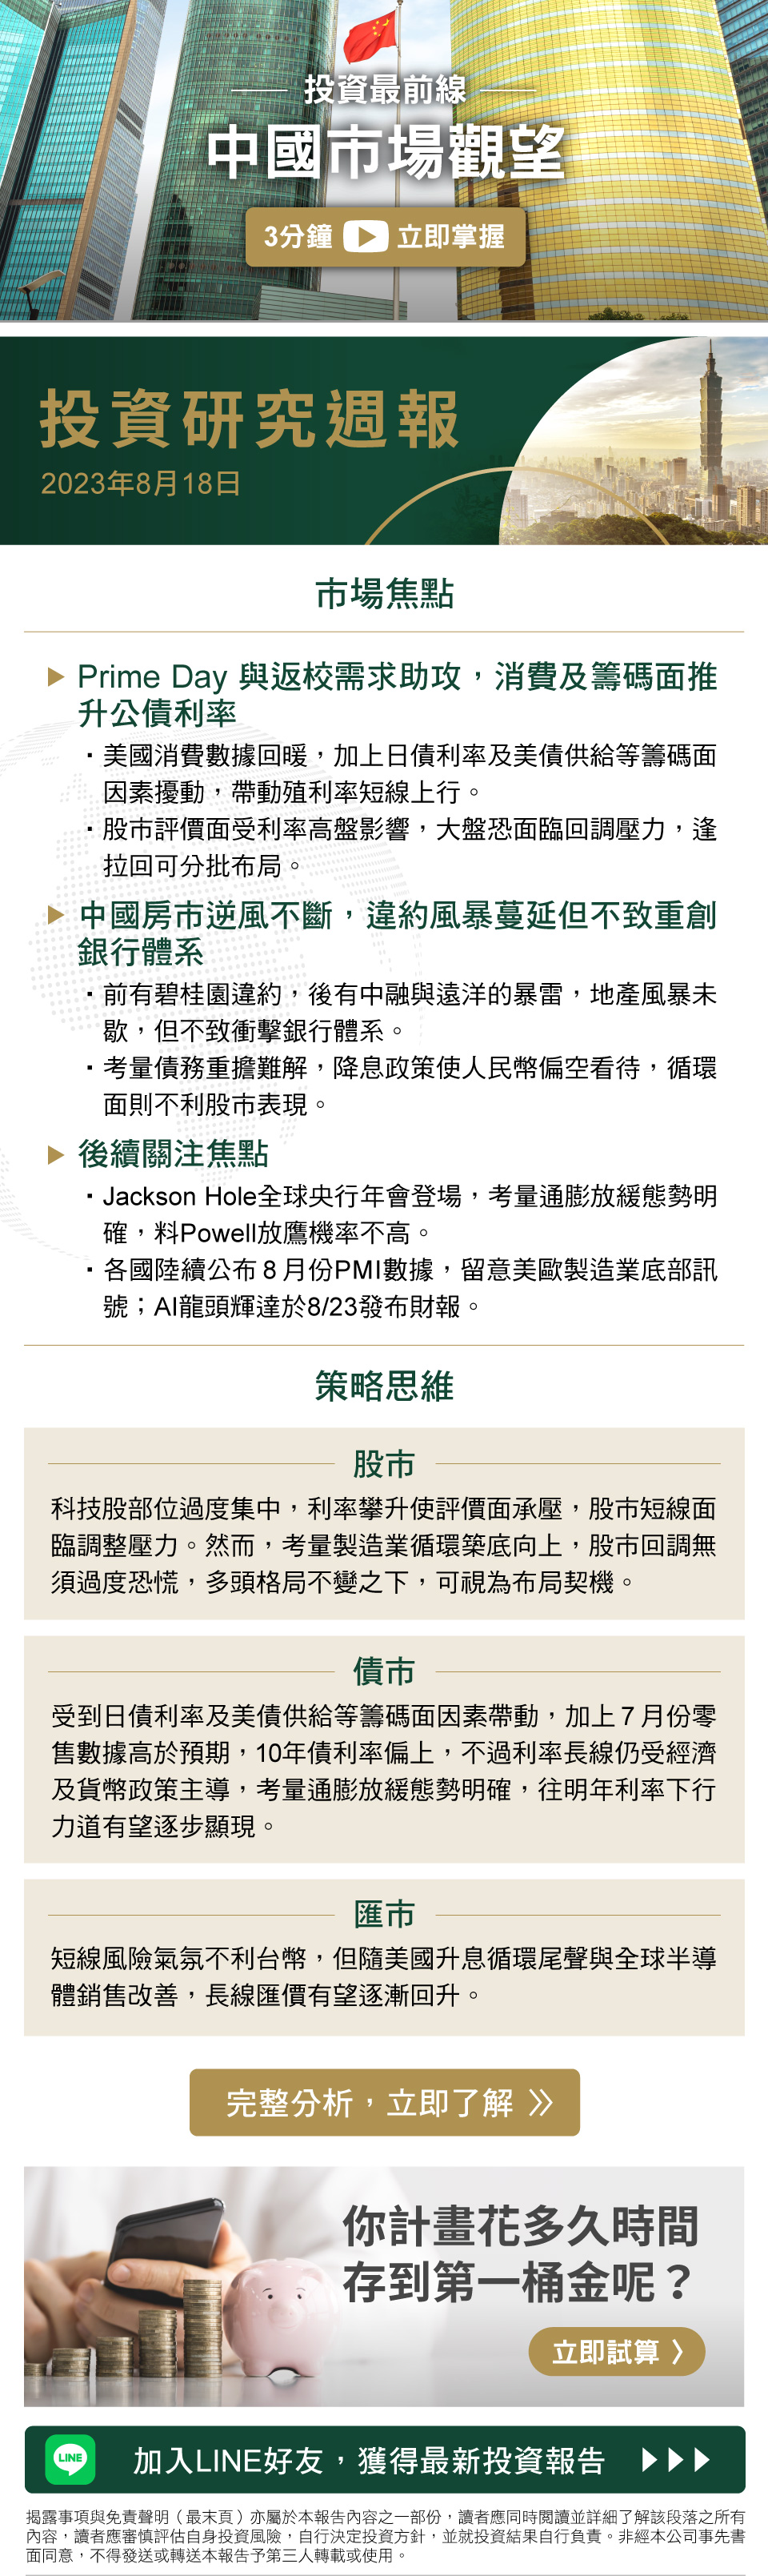 投資最前線
中國市場觀望
3分鐘 立即掌握
投資研究週報
2023年8月18日
市場焦點
Prime Day 與返校需求助攻，消費及籌碼面推
升公債利率
・美國消費數據回暖，加上日債利率及美債供給等籌碼面
因素擾動，帶動殖利率短線上行。
・股市評價面受利率高盤影響，大盤恐面臨回調壓力，逢
拉回可分批布局。
中國房市逆風不斷，違約風暴蔓延但不致重創
銀行體系
・前有碧桂園違約，後有中融與遠洋的暴雷，地產風暴未
歇，但不致衝擊銀行體系。
・考量債務重擔難解，降息政策使人民幣偏空看待，循環
面則不利股市表現。
後續關注焦點
・Jackson Hole全球央行年會登場，考量通膨放緩態勢明
確，料Powell放鷹機率不高。
・各國陸續公布 8 月份PMI數據，留意美歐製造業底部訊
號；AI龍頭輝達於8/23發布財報。
策略思維
股市
科技股部位過度集中，利率攀升使評價面承壓，股市短線面
臨調整壓力。然而，考量製造業循環築底向上，股市回調無
須過度恐慌，多頭格局不變之下，可視為布局契機。
債市
受到日債利率及美債供給等籌碼面因素帶動，加上 7 月份零
售數據高於預期，10年債利率偏上，不過利率長線仍受經濟
及貨幣政策主導，考量通膨放緩態勢明確，往明年利率下行
力道有望逐步顯現。
匯市
短線風險氣氛不利台幣，但隨美國升息循環尾聲與全球半導
體銷售改善，長線匯價有望逐漸回升。
完整分析，立即了解
你計畫花多久時間
存到第一桶金呢？
立即試算
LINE
加入LINE好友，獲得最新投資報告
揭露事項與免責聲明（最末頁）亦屬於本報告內容之一部份，讀者應同時閱讀並詳細了解該段落之所有
內容，讀者應審慎評估自身投資風險，自行決定投資方針，並就投資結果自行負責。非經本公司事先書
面同意，不得發送或轉送本報告予第三人轉載或使用。